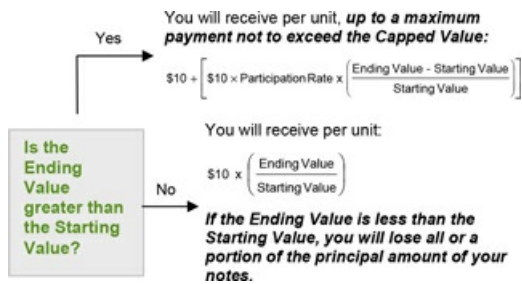 You will receive per unit, up to a maximum
payment not to exceed the Capped Value:
Yes
$10 + [ $10 × Participation Rate x ( Ending Value - Starting Value / Starting Value ) ]
Is the
Ending
Value
greater than
the Starting
Value?
No
You will receive per unit:
$10 x ( Ending Value / Starting Value )
If the Ending Value is less than the
Starting Value, you will lose all or a
portion of the principal amount of your
notes.